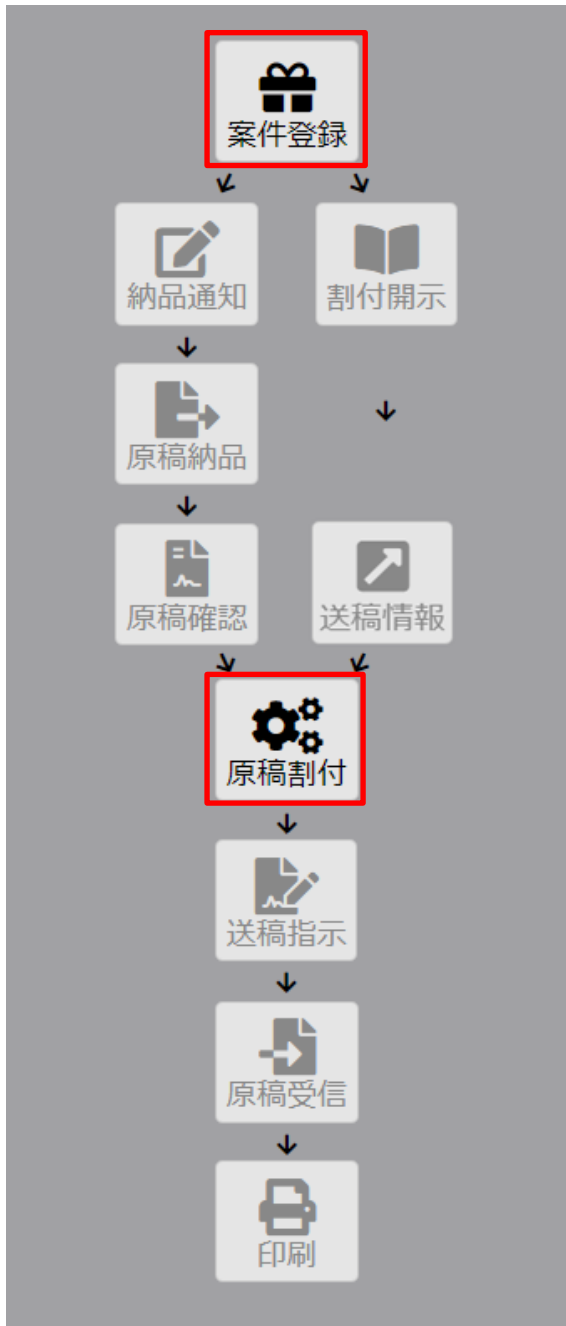 案件登録
納品通知
割付開示
原稿納品
原稿確認
送稿情報
原稿割付
送稿指示
原稿受信
印刷